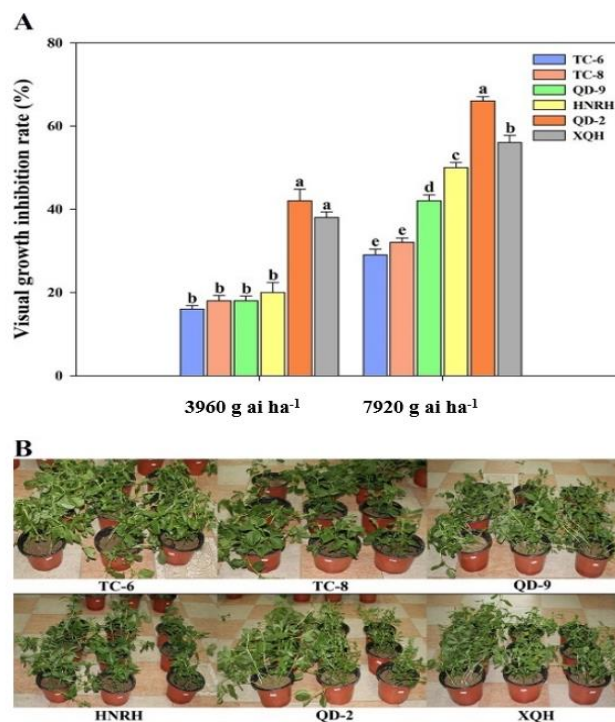 A
Visual growth inhibition rate (%)
80
60
40
20
0
TC-6
TC-8
QD-9
HNRH
QD-2
XQH
b b b b a a
e e d c a b
3960 g ai ha-1 7920 g ai ha-1
B
TC-6 TC-8 QD-9
HNRH QD-2 XQH